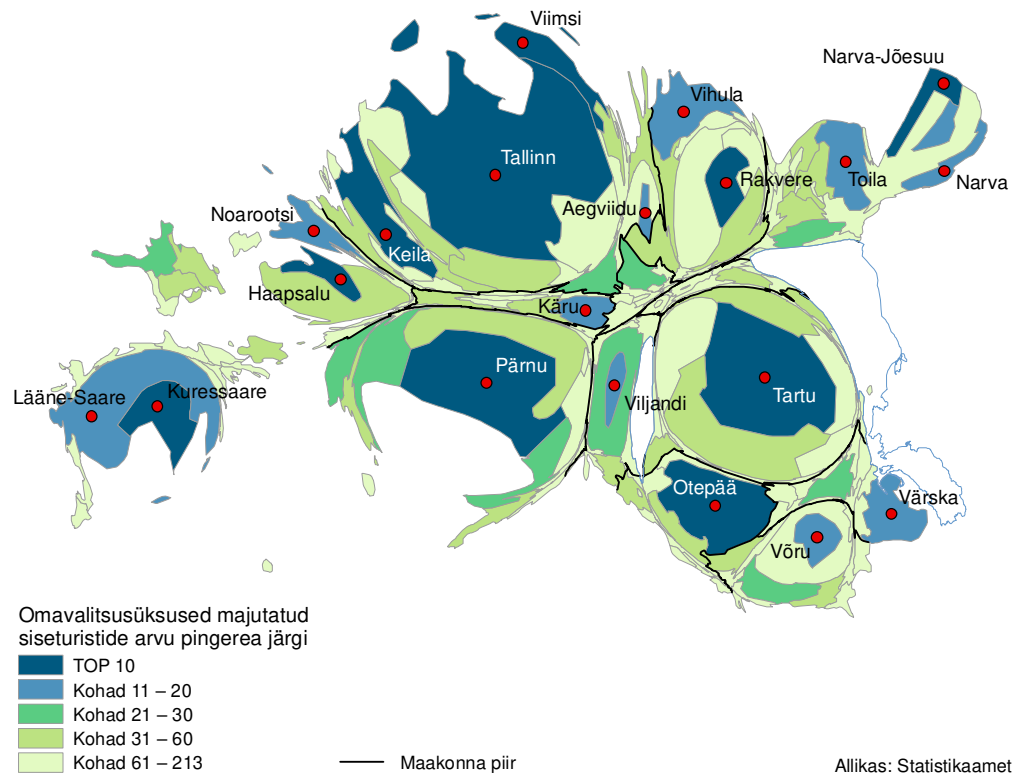 Viimsi
Narva-Jõesuu
Vihula
Tallinn
Rakvere
Toila
Narva
Noarootsi
Aegviidu
Keila
Haapsalu
Käru
Pärnu
Lääne-Saare
Kuressaare
Viljandi
Tartu
Otepää
Värska
Võru
Omavalitsusüksused majutatud
siseturistide arvu pingerea järgi
TOP 10
Kohad 11 – 20
Kohad 21 – 30
Kohad 31 – 60
Kohad 61 – 213
Maakonna piir
Allikas: Statistikaamet